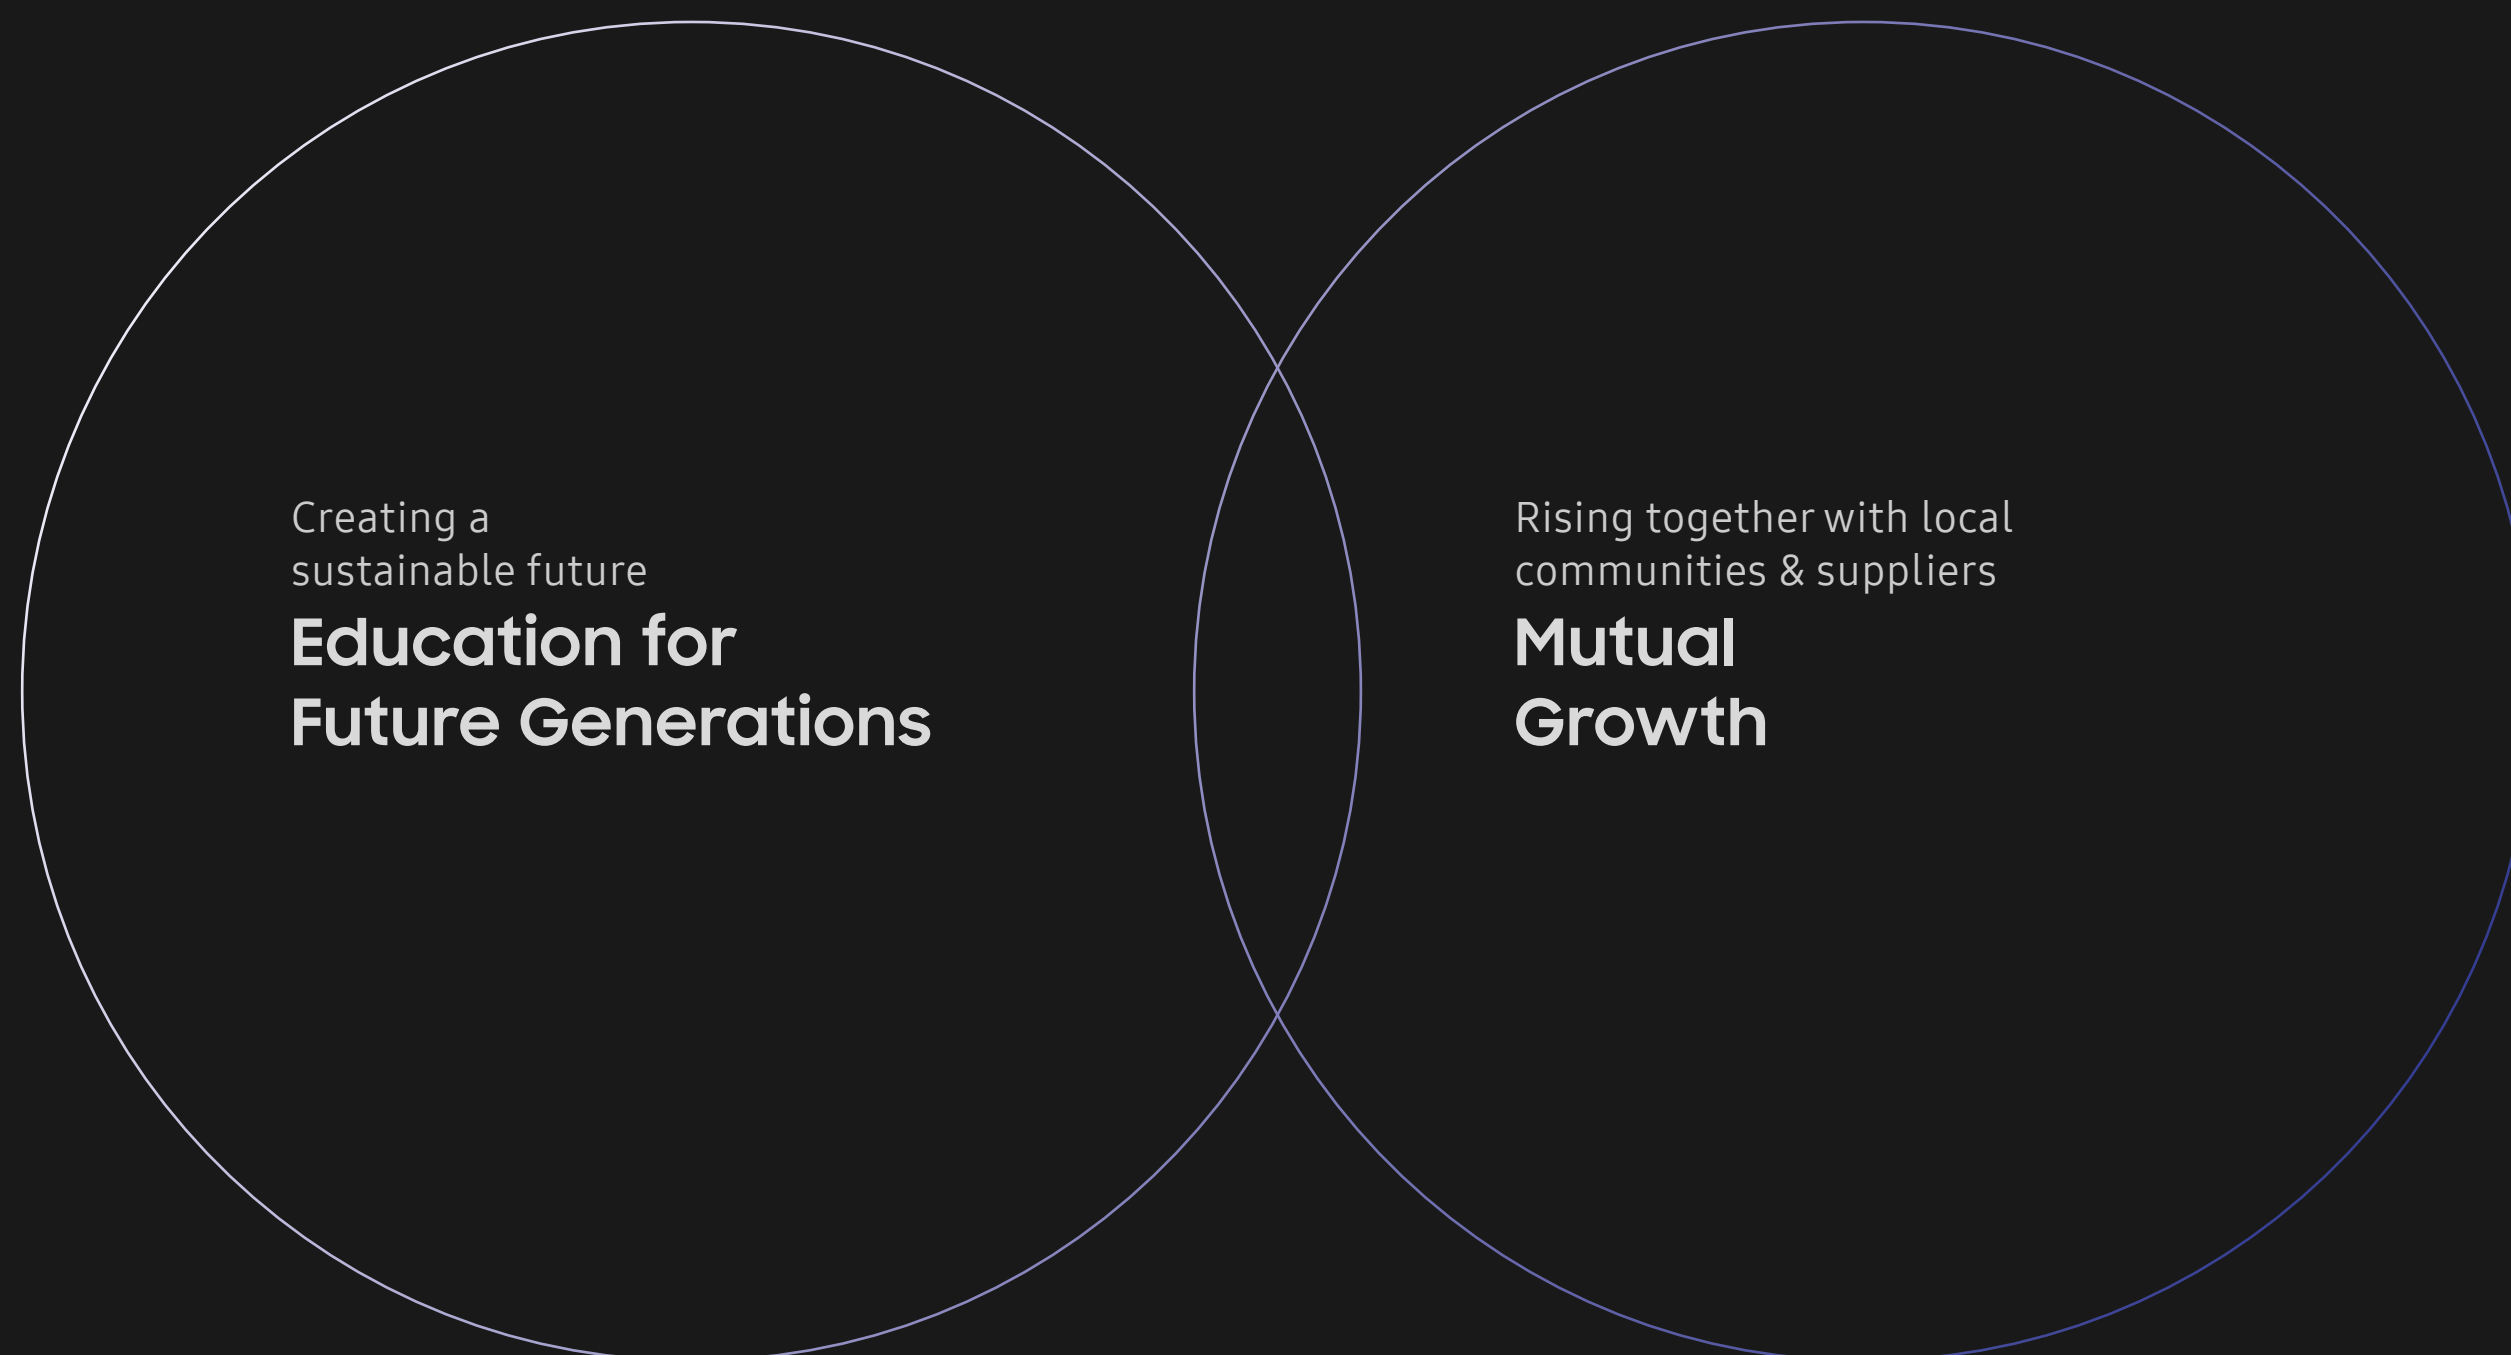 Creating a
sustainable future
Education for
Future Generations
Rising together with local
communities & suppliers
Mutual
Growth